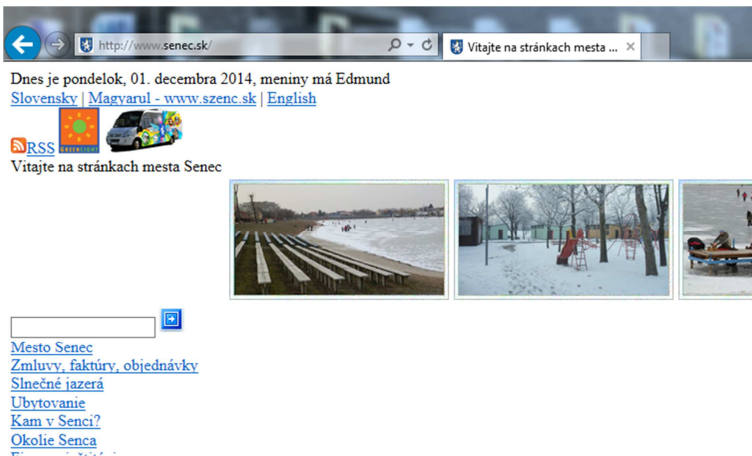 http://www.senec.sk/
Vitajte na stránkach mesta ...
Dnes je pondelok, 01. decembra 2014, meniny má Edmund
Slovensky | Magyarul - www.szenc.sk | English
RSS GREENLIGHT
Vitajte na stránkach mesta Senec
Mesto Senec
Zmluvy, faktúry, objednávky
Slnečné jazerá
Ubytovanie
Kam v Senci?
Okolie Senca